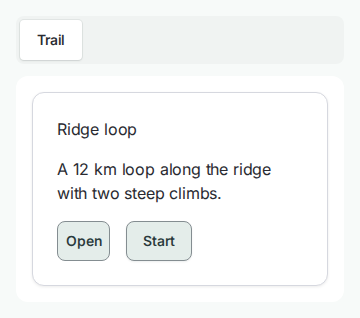 Trail
Ridge loop
A 12 km loop along the ridge
with two steep climbs.
Open
Start